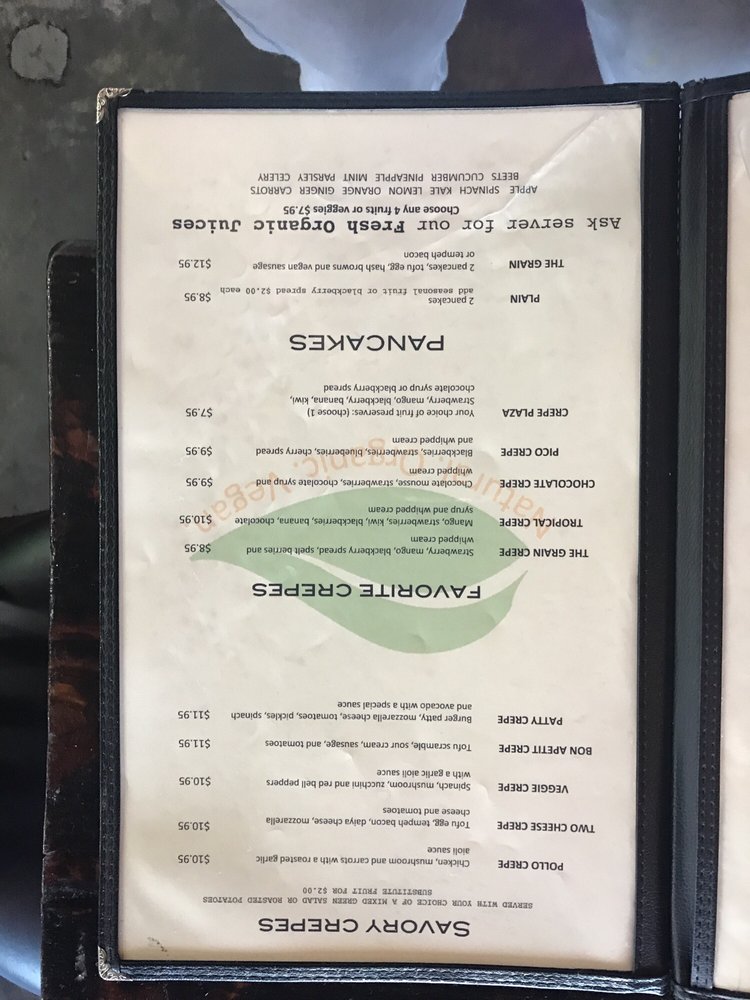 SAVORY CREPES
SERVED WITH YOUR CHOICE OF A MIXED GREEN SALAD OR ROASTED POTATOES
SUBSTITUTE FRUIT FOR $2.00
POLLO CREPE Chicken, mushroom and carrots with a roasted garlic $10.95
aioli sauce
TWO CHEESE CREPE Tofu egg, tempeh bacon, daiya cheese, mozzarella $10.95
cheese and tomatoes
VEGGIE CREPE Spinach, mushroom, zucchini and red bell peppers $10.95
with a garlic aioli sauce
BON APETIT CREPE Tofu scramble, sour cream, sausage, and tomatoes $11.95
PATTY CREPE Burger patty, mozzarella cheese, tomatoes, pickles, spinach $11.95
and avocado with a special sauce
FAVORITE CREPES
THE GRAIN CREPE Strawberry, mango, blackberry spread, spelt berries and $8.95
whipped cream
TROPICAL CREPE Mango, strawberries, kiwi, blackberries, banana, chocolate $10.95
syrup and whipped cream
CHOCOLATE CREPE Chocolate mousse, strawberries, chocolate syrup and $9.95
whipped cream
PICO CREPE Blackberries, strawberries, blueberries, cherry spread $9.95
and whipped cream
CREPE PLAZA Your choice of fruit preserves: (choose 1) $7.95
Strawberry, mango, blackberry, banana, kiwi,
chocolate syrup or blackberry spread
Natural. Organic. Vegan.
PANCAKES
PLAIN 2 pancakes $8.95
add seasonal fruit or blackberry spread $2.00 each
THE GRAIN 2 pancakes, tofu egg, hash browns and vegan sausage $12.95
or tempeh bacon
Ask server for our Fresh Organic Juices
Choose any 4 fruits or veggies $7.95
APPLE SPINACH KALE LEMON ORANGE GINGER CARROTS
BEETS CUCUMBER PINEAPPLE MINT PARSLEY CELERY